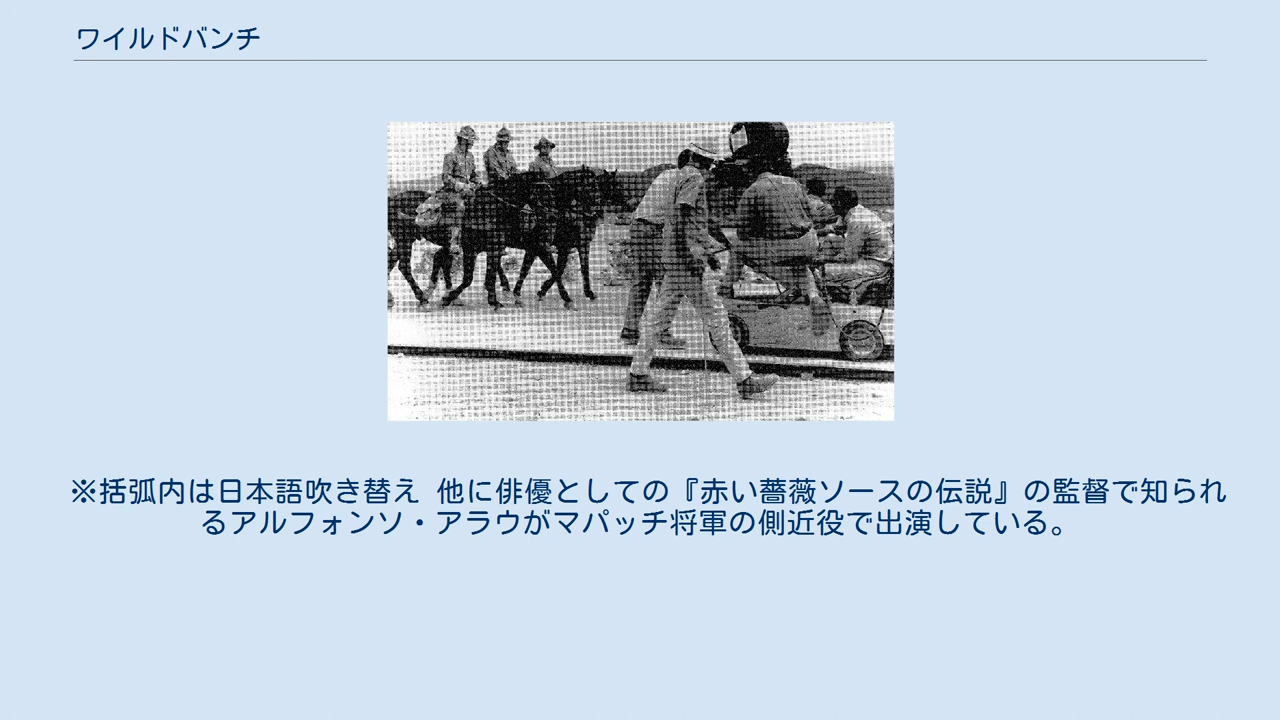 ワイルドバンチ
※括弧内は日本語吹き替え 他に俳優としての『赤い薔薇ソースの伝説』の監督で知られ
るアルフォンソ・アラウがマパッチ将軍の側近役で出演している。